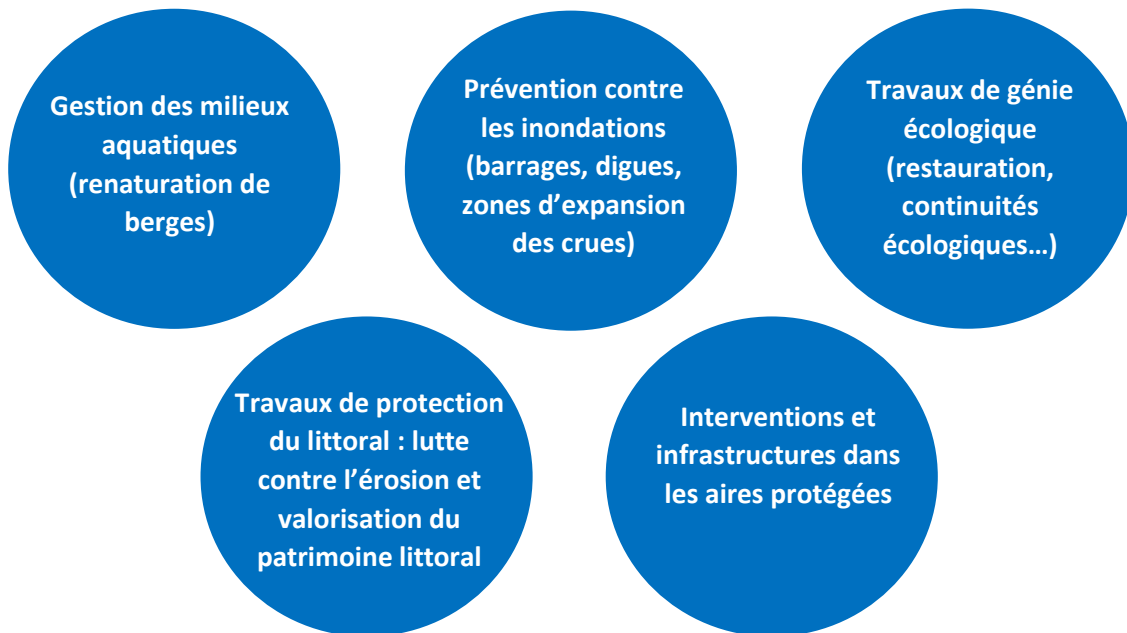 Gestion des milieux
aquatiques
(renaturation de
berges)
Prévention contre
les inondations
(barrages, digues,
zones d’expansion
des crues)
Travaux de génie
écologique
(restauration,
continuités
écologiques…)
Travaux de protection
du littoral : lutte
contre l’érosion et
valorisation du
patrimoine littoral
Interventions et
infrastructures dans
les aires protégées